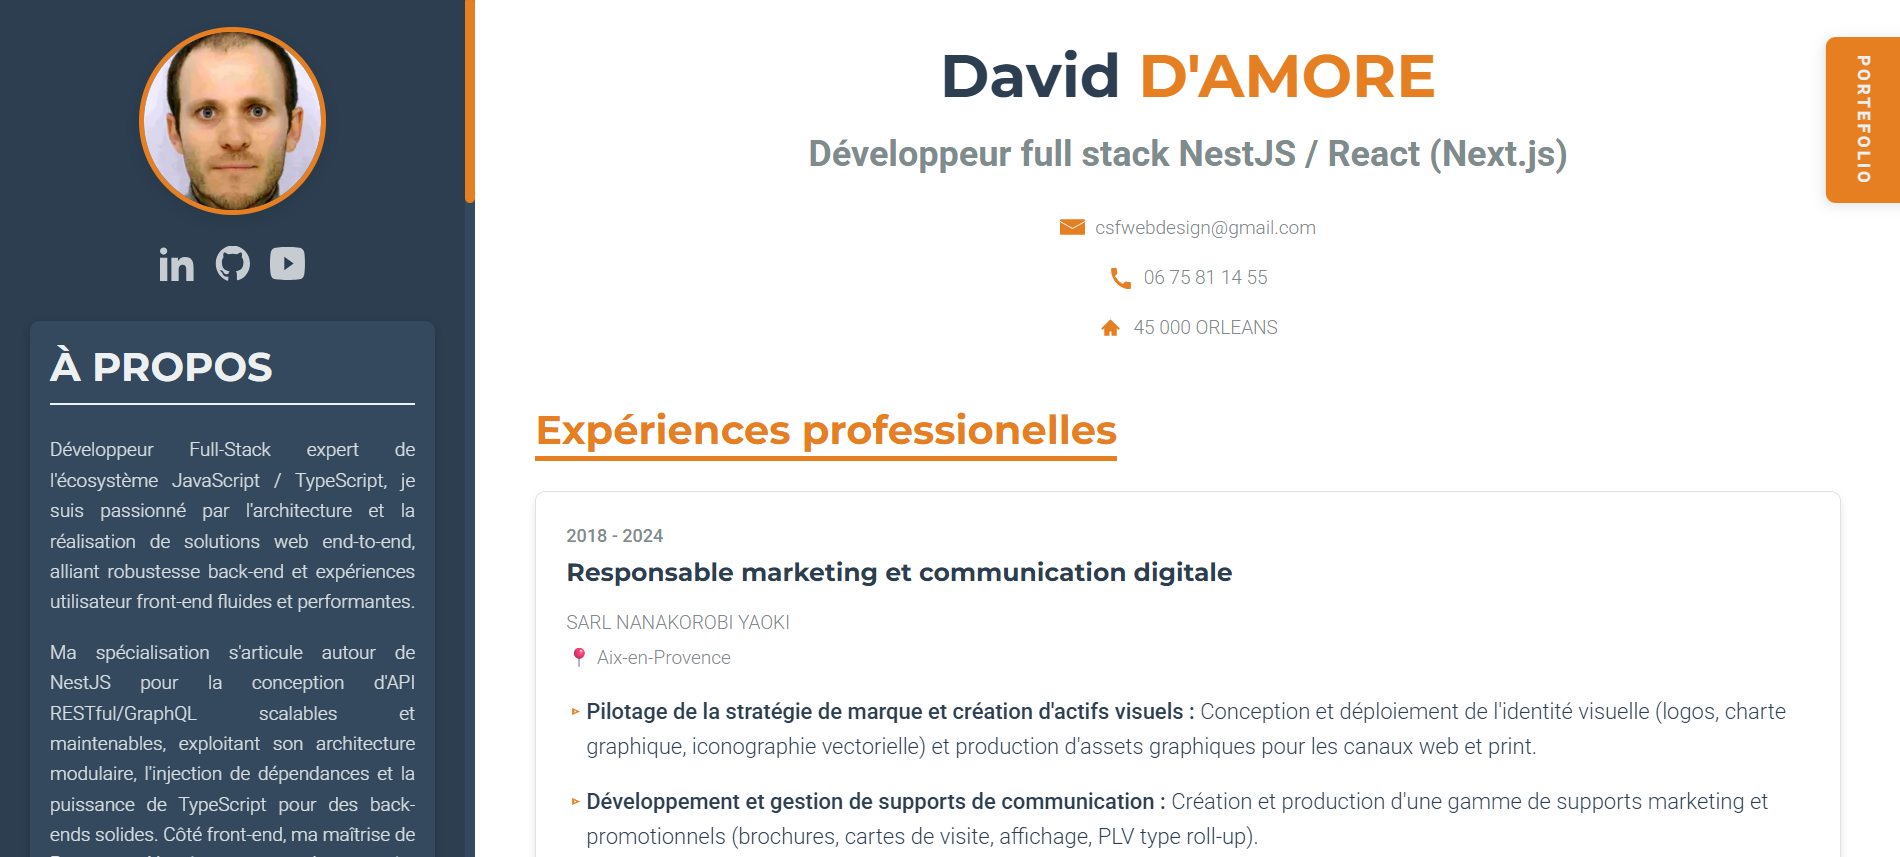 À PROPOS
Développeur Full-Stack expert de
l'écosystème JavaScript / TypeScript, je
suis passionné par l'architecture et la
réalisation de solutions web end-to-end,
alliant robustesse back-end et expériences
utilisateur front-end fluides et performantes.
Ma spécialisation s'articule autour de
NestJS pour la conception d'API
RESTful/GraphQL scalables et
maintenables, exploitant son architecture
modulaire, l'injection de dépendances et la
puissance de TypeScript pour des back-
ends solides. Côté front-end, ma maîtrise de
David D'AMORE
Développeur full stack NestJS / React (Next.js)
csfwebdesign@gmail.com
06 75 81 14 55
45 000 ORLEANS
Expériences professionelles
2018 - 2024
Responsable marketing et communication digitale
SARL NANAKOROBI YAOKI
Aix-en-Provence
Pilotage de la stratégie de marque et création d'actifs visuels : Conception et déploiement de l'identité visuelle (logos, charte
graphique, iconographie vectorielle) et production d'assets graphiques pour les canaux web et print.
Développement et gestion de supports de communication : Création et production d'une gamme de supports marketing et
promotionnels (brochures, cartes de visite, affichage, PLV type roll-up).
PORTEFOLIO